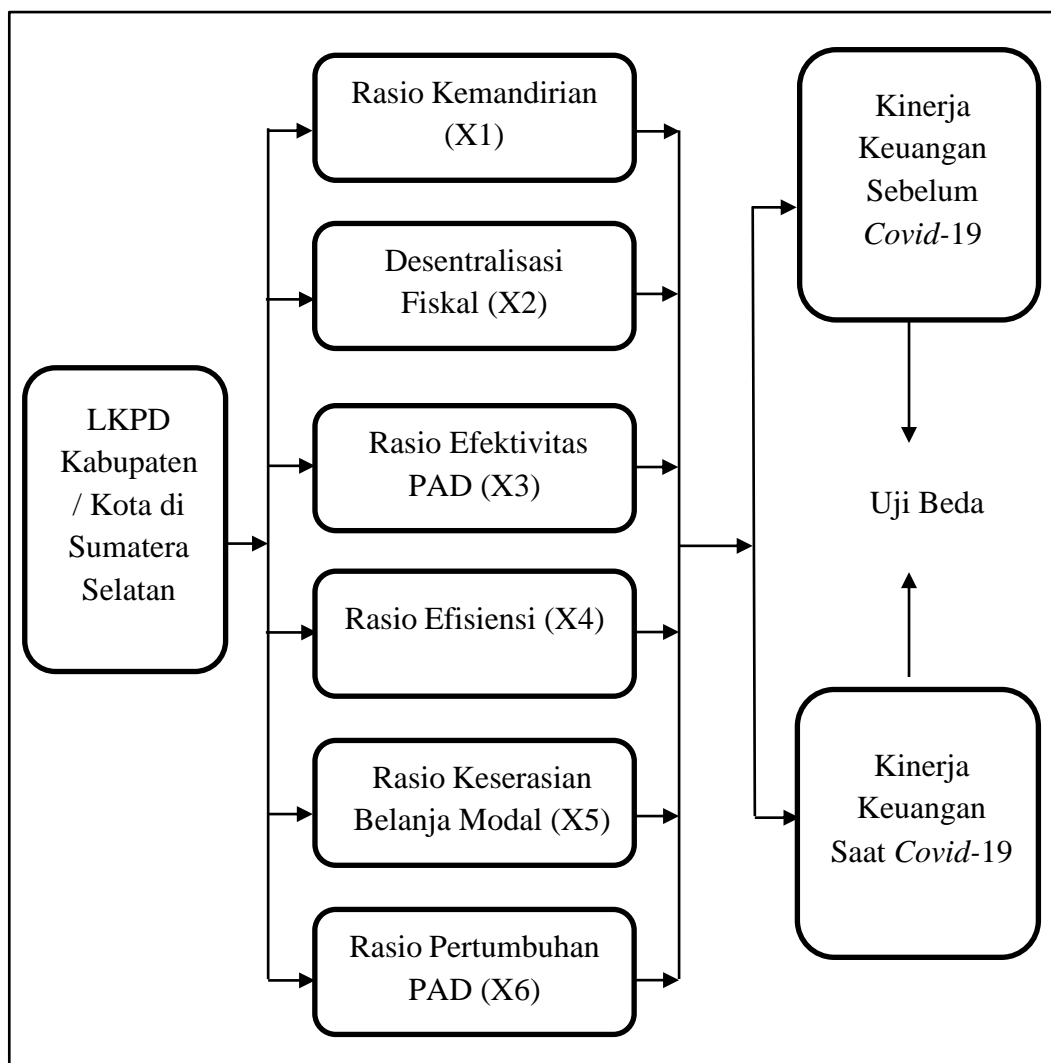 LKPD
Kabupaten
/ Kota di
Sumatera
Selatan
Rasio Kemandirian
(X1)
Desentralisasi
Fiskal (X2)
Rasio Efektivitas
PAD (X3)
Rasio Efisiensi (X4)
Rasio Keserasian
Belanja Modal (X5)
Rasio Pertumbuhan
PAD (X6)
Kinerja
Keuangan
Sebelum
Covid-19
Uji Beda
Kinerja
Keuangan
Saat Covid-19